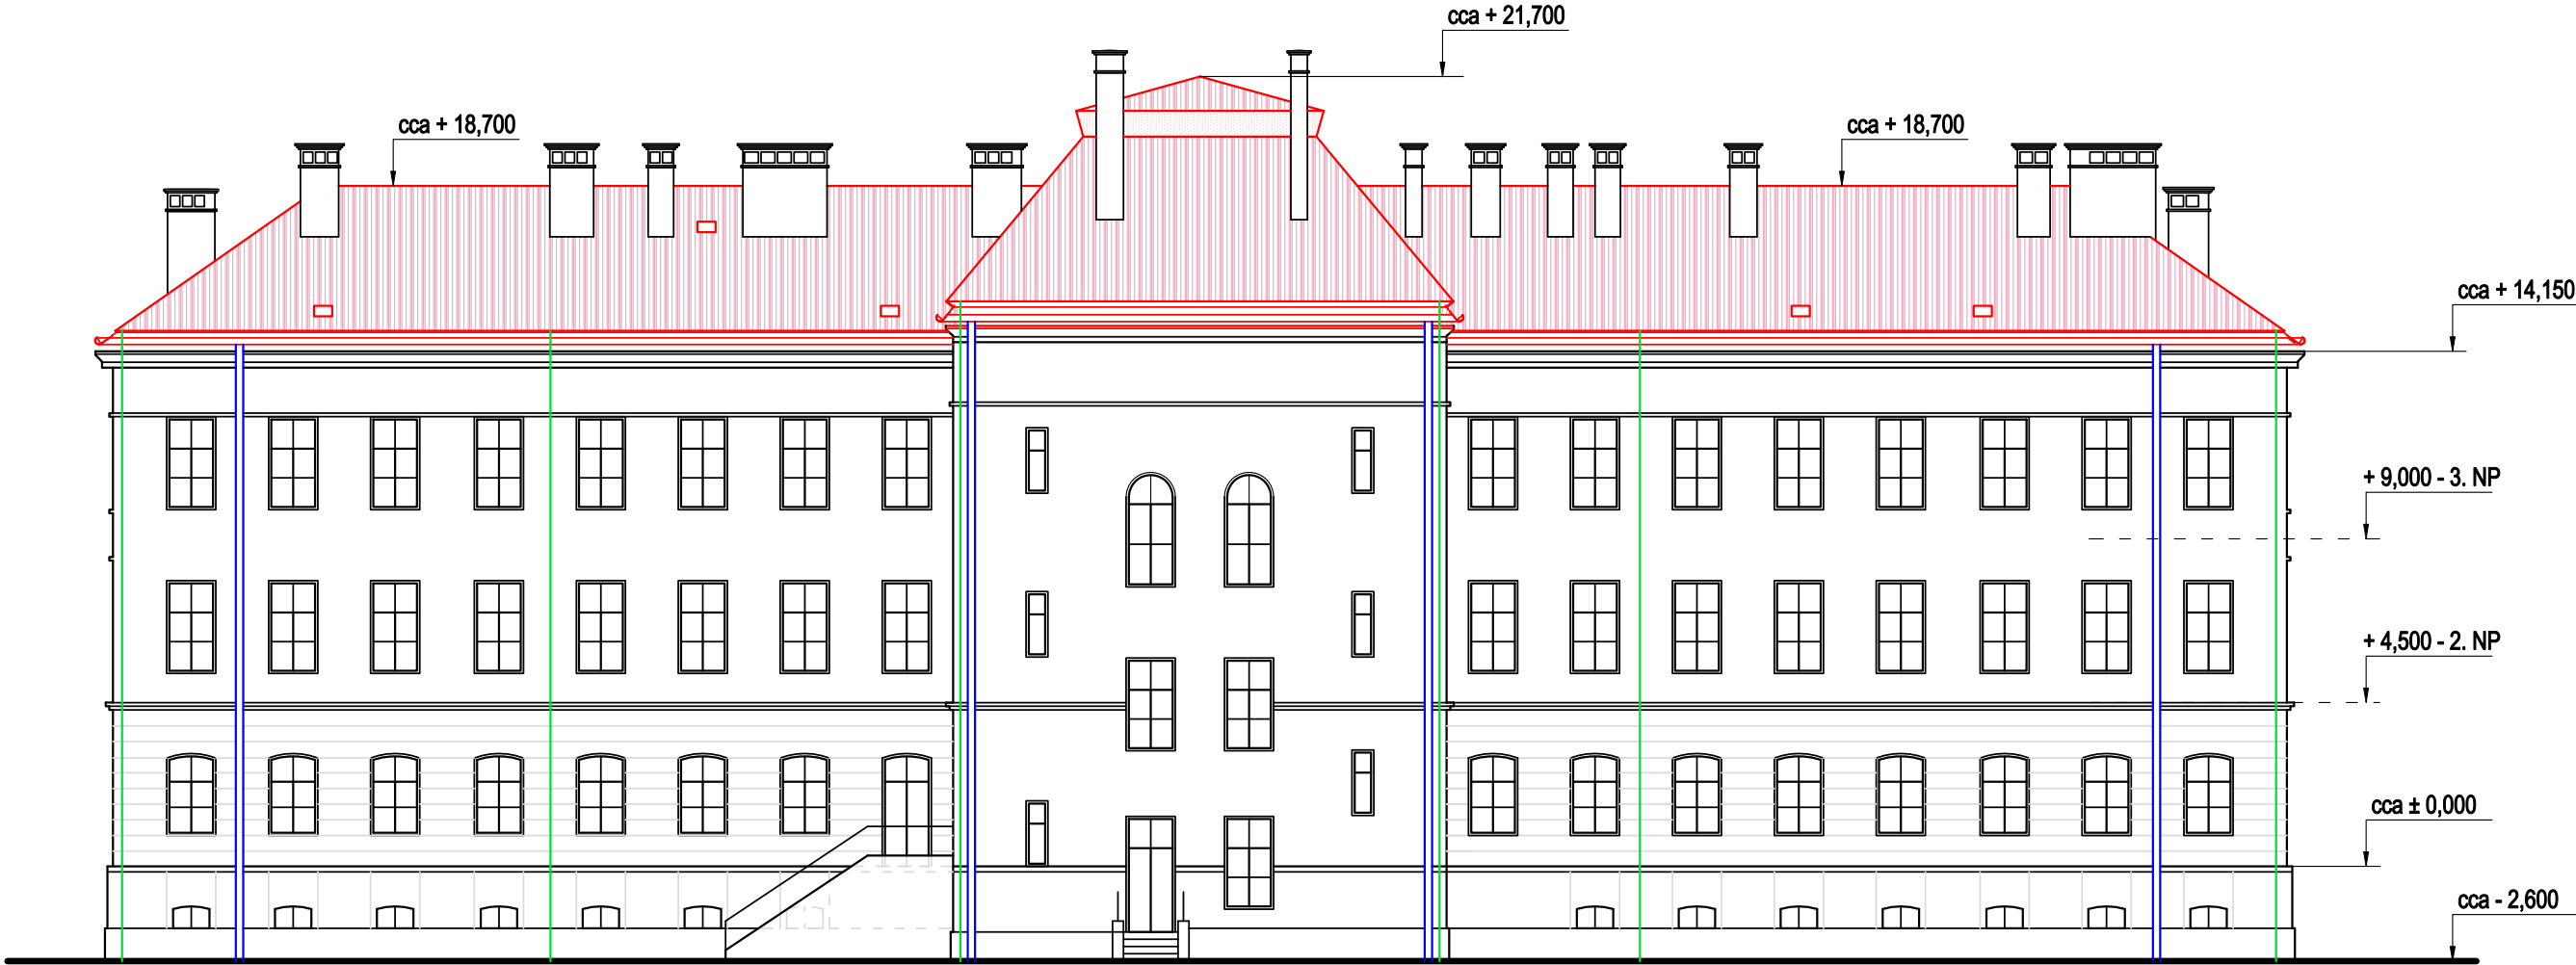 cca + 21,700
cca + 18,700
cca + 18,700
cca + 14,150
+ 9,000 - 3. NP
+ 4,500 - 2. NP
cca ± 0,000
cca - 2,600